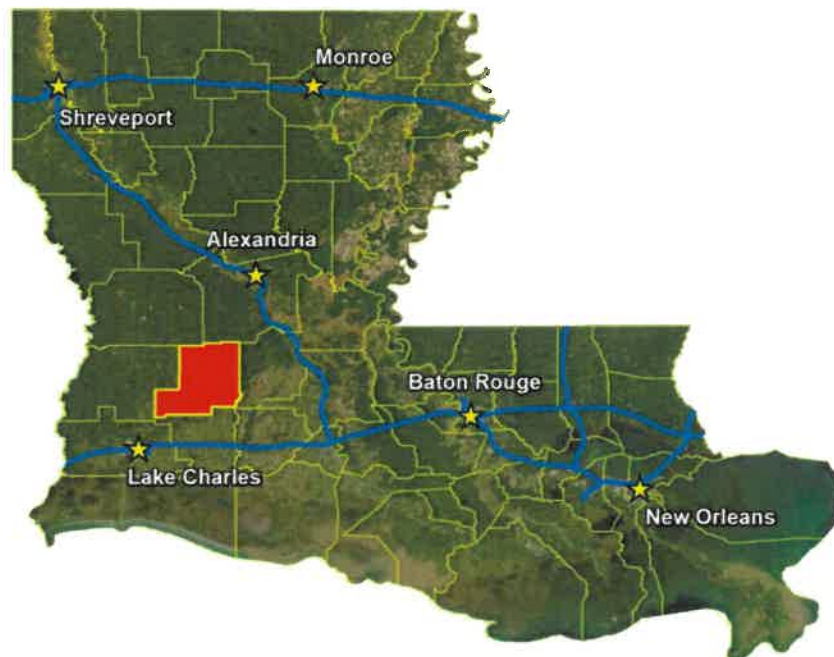 Monroe
Shreveport
Alexandria
Baton Rouge
Lake Charles
New Orleans